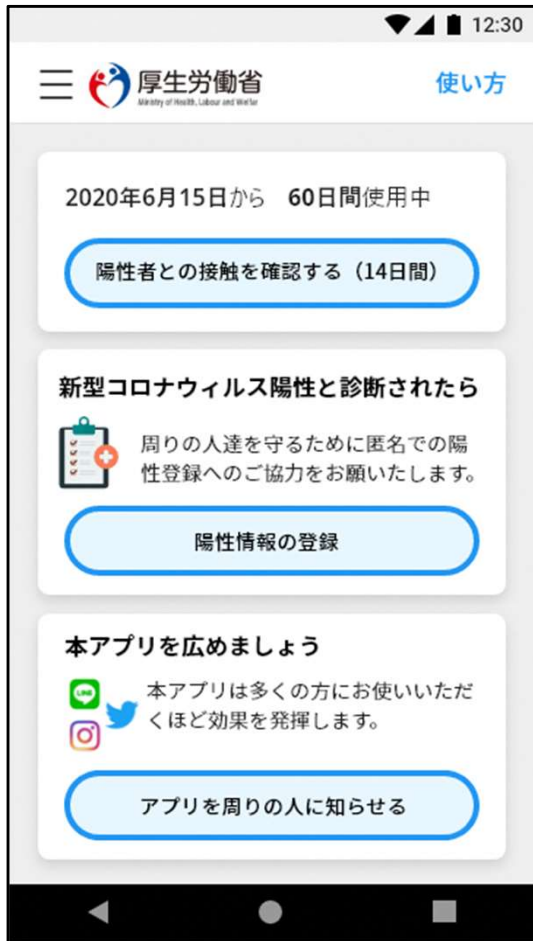 12:30
厚生労働省
Ministry of Health, Labour and Welfar
使い方
2020年6月15日から 60日間使用中
陽性者との接触を確認する（14日間）
新型コロナウィルス陽性と診断されたら
周りの人達を守るために匿名での陽
性登録へのご協力をお願いたします。
陽性情報の登録
本アプリを広めましょう
LINE
本アプリは多くの方にお使いいただ
くほど効果を発揮します。
アプリを周りの人に知らせる